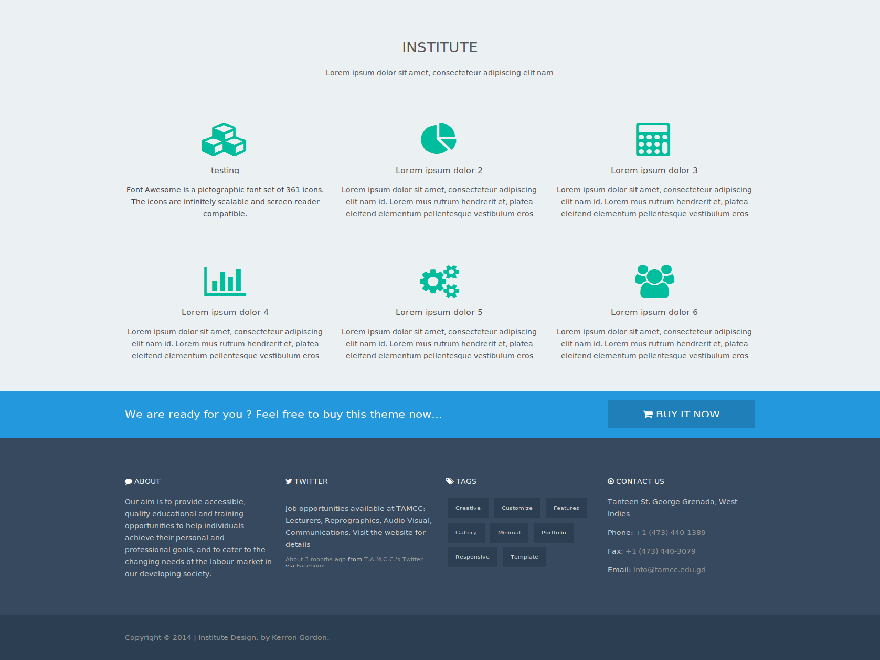 INSTITUTE
Lorem ipsum dolor sit amet, consectetur adipiscing elit nam
testing
Font Awesome is a pictographic font set of 361 icons.
The icons are infinitely scalable and screen-reader
compatible.
Lorem ipsum dolor 2
Lorem ipsum dolor sit amet, consectetur adipiscing
elit nam id. Lorem mus rutrum hendrerit et, platea
eleifend elementum pellentesque vestibulum eros
Lorem ipsum dolor 3
Lorem ipsum dolor sit amet, consectetur adipiscing
elit nam id. Lorem mus rutrum hendrerit et, platea
eleifend elementum pellentesque vestibulum eros
Lorem ipsum dolor 4
Lorem ipsum dolor sit amet, consectetur adipiscing
elit nam id. Lorem mus rutrum hendrerit et, platea
eleifend elementum pellentesque vestibulum eros
Lorem ipsum dolor 5
Lorem ipsum dolor sit amet, consectetur adipiscing
elit nam id. Lorem mus rutrum hendrerit et, platea
eleifend elementum pellentesque vestibulum eros
Lorem ipsum dolor 6
Lorem ipsum dolor sit amet, consectetur adipiscing
elit nam id. Lorem mus rutrum hendrerit et, platea
eleifend elementum pellentesque vestibulum eros
We are ready for you ? Feel free to buy this theme now...
BUY IT NOW
ABOUT
Our aim is to provide accessible,
quality educational and training
opportunities to help individuals
achieve their personal and
professional goals, and to cater to the
changing needs of the labour market in
our developing society.
TWITTER
Job opportunities available at TAMCC:
Lecturers, Reprographics, Audio Visual,
Communications. Visit the website for
details
About 3 months ago from T.A.M.C.C.'s Twitter
TAGS
Creative
Customize
Features
Gallery
Minimal
Portfolio
Responsive
Template
CONTACT US
Tanteen St. George Grenada, West
Indies
Phone: +1 (473) 440-1389
Fax: +1 (473) 440-3079
Email: info@tamcc.edu.gd
Copyright © 2014 | Institute Design. by Kerron Gordon.